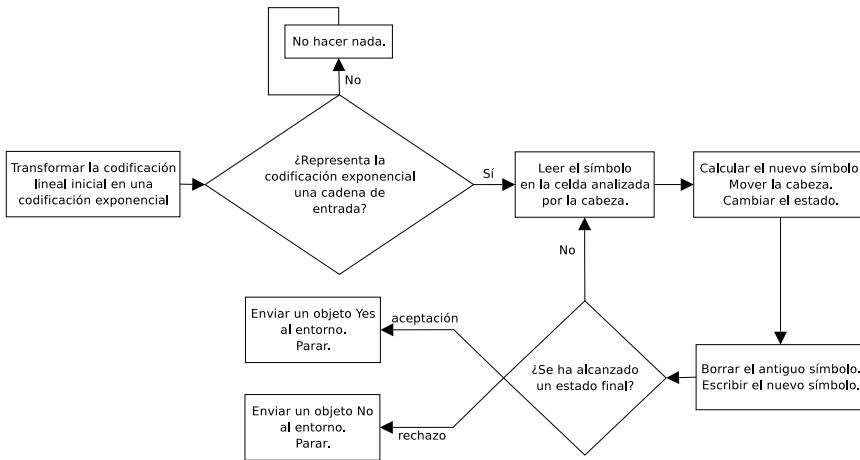 No hacer nada.
No
Transformar la codificación
lineal inicial en una
codificación exponencial
¿Representa la
codificación exponencial
una cadena de
entrada?
Sí
Leer el símbolo
en la celda analizada
por la cabeza.
Calcular el nuevo símbolo
Mover la cabeza.
Cambiar el estado.
No
Enviar un objeto Yes
al entorno.
Parar.
aceptación
¿Se ha alcanzado
un estado final?
Borrar el antiguo símbolo.
Escribir el nuevo símbolo.
Enviar un objeto No
al entorno.
Parar.
rechazo